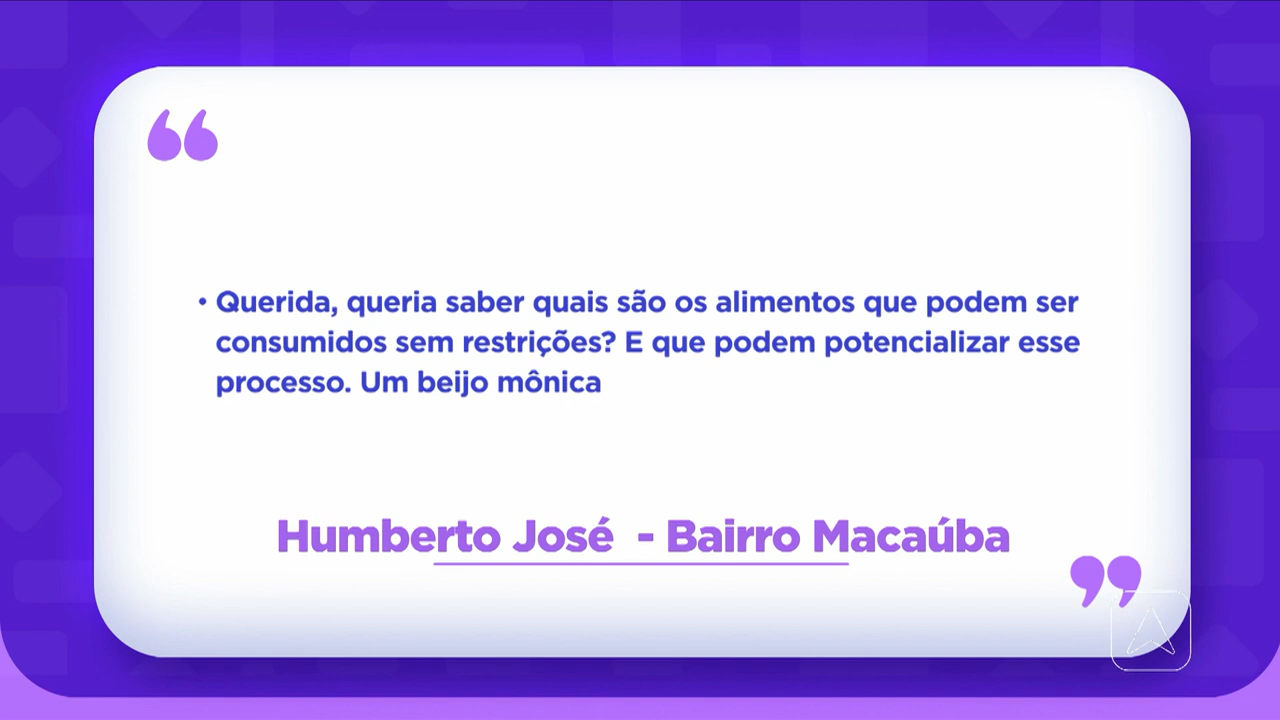 • Querida, queria saber quais são os alimentos que podem ser
consumidos sem restrições? E que podem potencializar esse
processo. Um beijo mônica
Humberto José - Bairro Macaúba